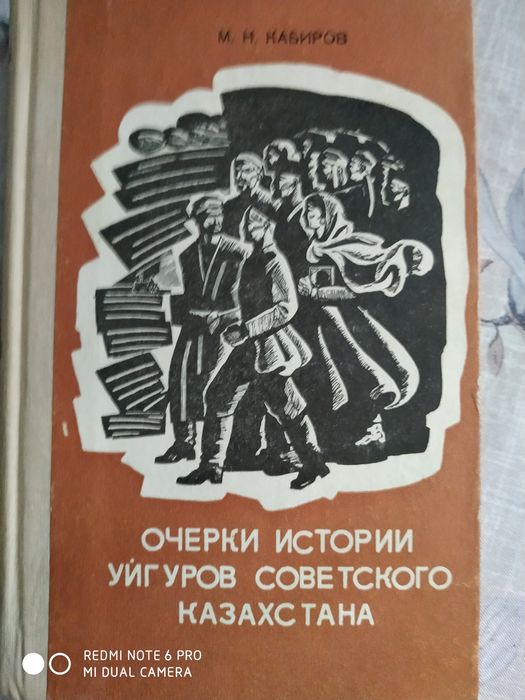 М. Н. КАБИРОВ
ОЧЕРКИ ИСТОРИИ
УЙГУРОВ СОВЕТСКОГО
КАЗАХСТАНА
REDMI NOTE 6 PRO
MI DUAL CAMERA